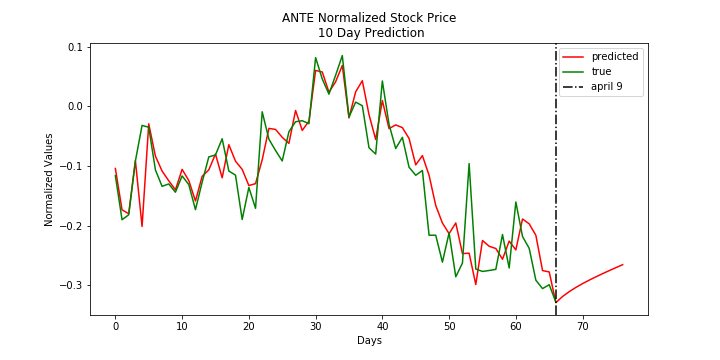 ANTE Normalized Stock Price
10 Day Prediction
Normalized Values
0.1
0.0
−0.1
−0.2
−0.3
predicted
true
april 9
0 10 20 30 40 50 60 70
Days